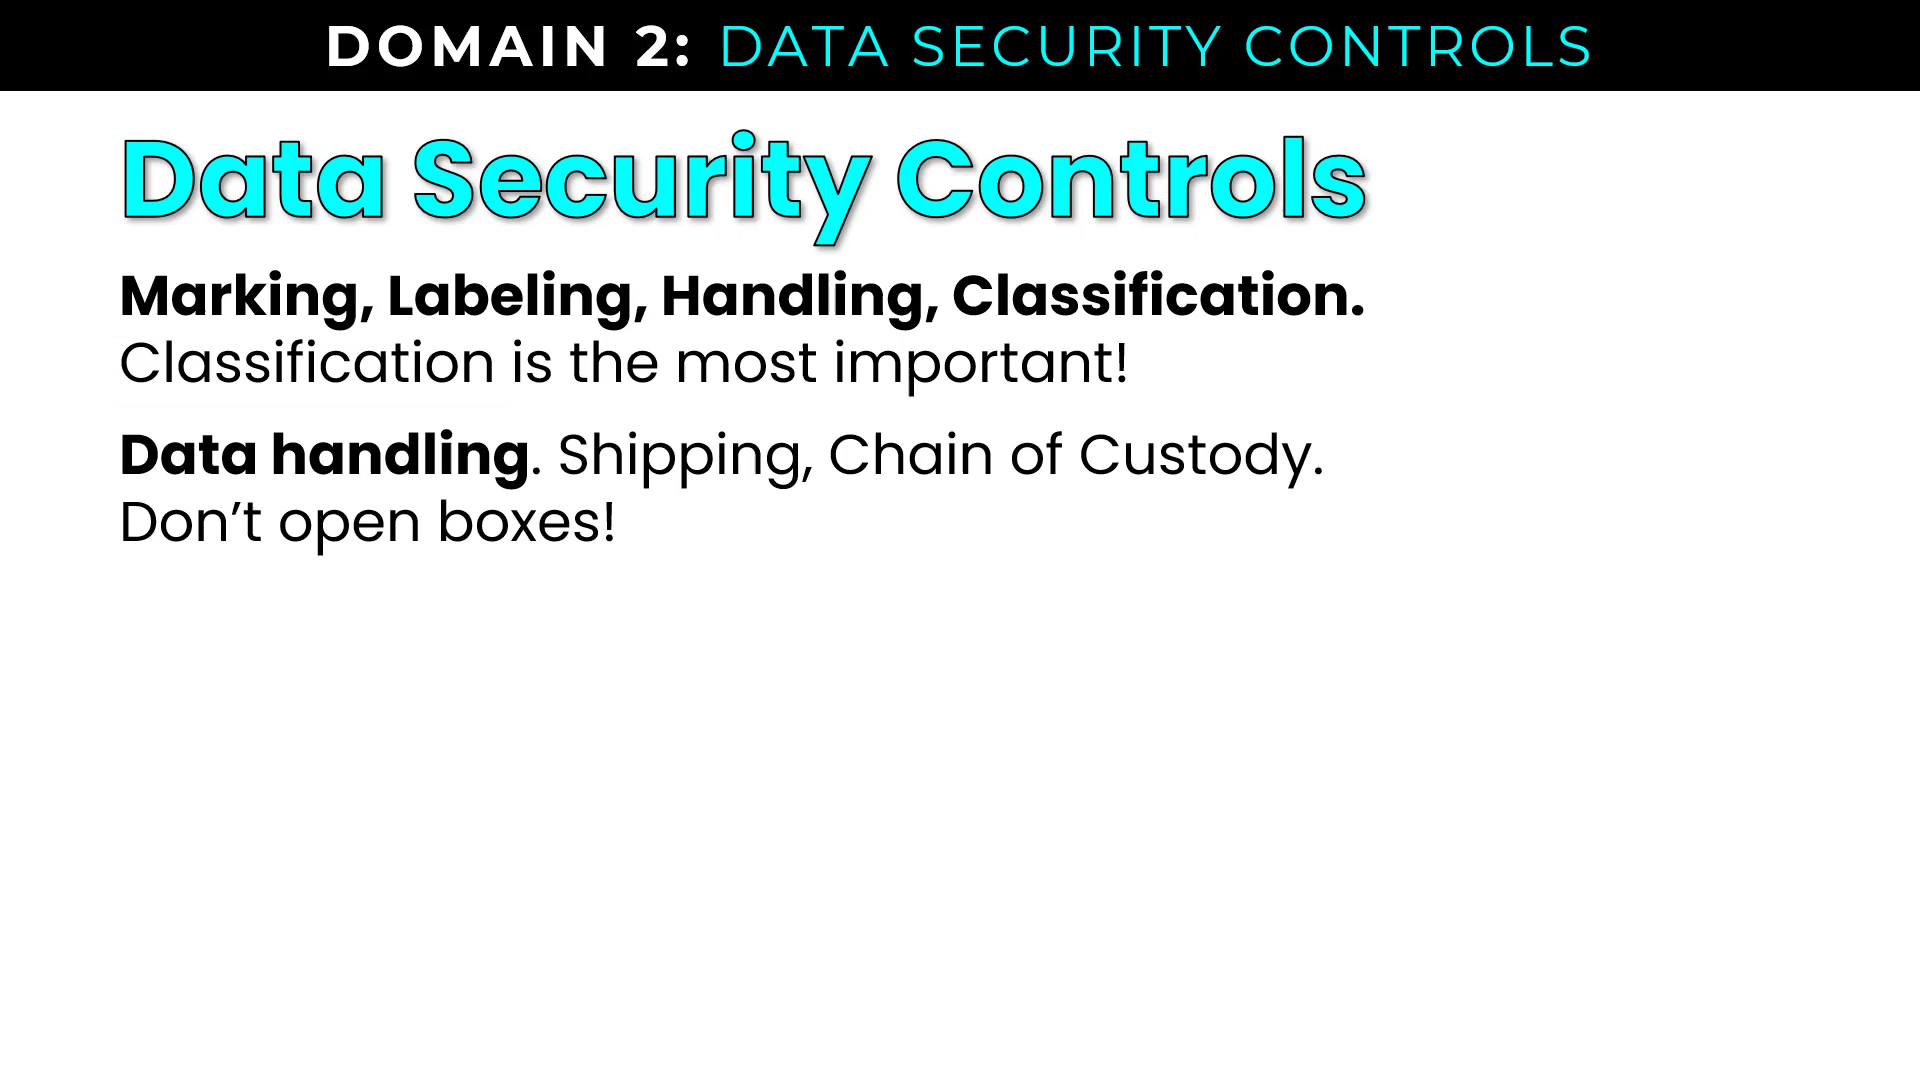 DOMAIN 2: DATA SECURITY CONTROLS
Data Security Controls
Marking, Labeling, Handling, Classification.
Classification is the most important!
Data handling. Shipping, Chain of Custody.
Don’t open boxes!